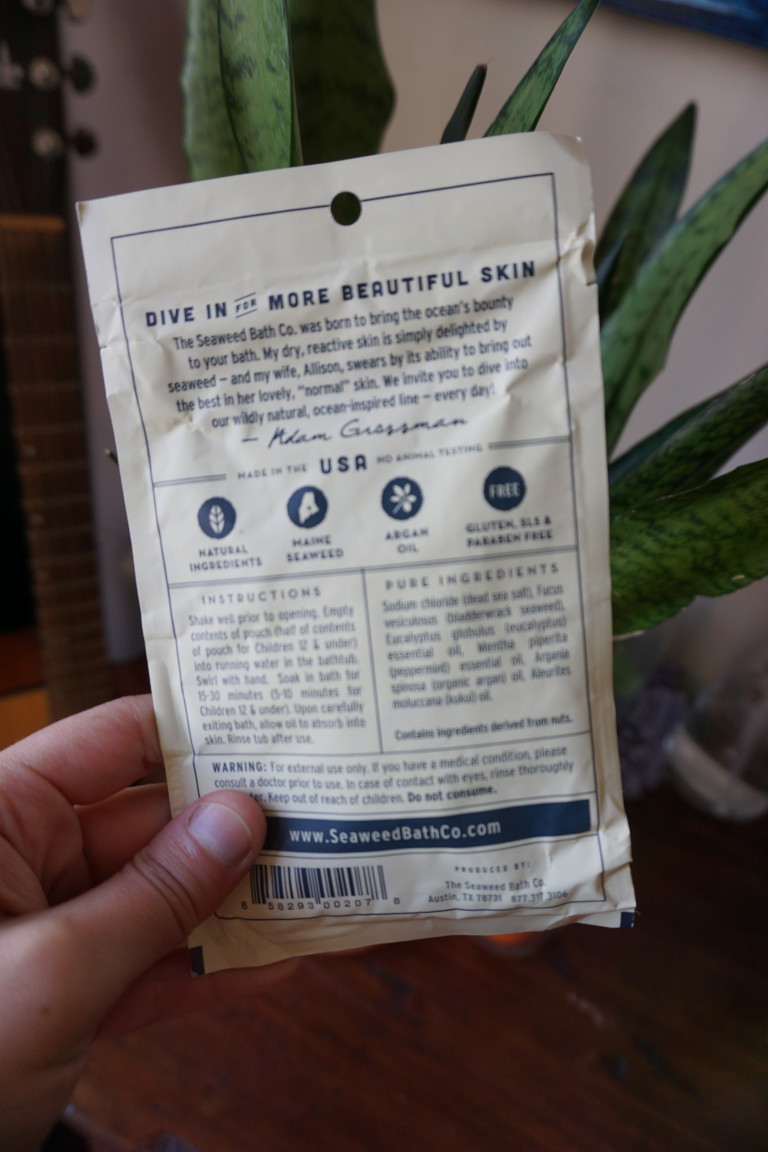 DIVE IN FOR MORE BEAUTIFUL SKIN
The Seaweed Bath Co. was born to bring the ocean's bounty
to your bath. My dry, reactive skin is simply delighted by
seaweed – and my wife, Allison, swears by its ability to bring out
the best in her lovely, "normal" skin. We invite you to dive into
our wildly natural, ocean-inspired line – every day!
– Adam Grossman
MADE IN THE USA NO ANIMAL TESTING
FREE
NATURAL
INGREDIENTS
MAINE
SEAWEED
ARGAN
OIL
GLUTEN, SLS &
PARABEN FREE
INSTRUCTIONS
Shake well prior to opening. Empty
contents of pouch (half of contents
of pouch for Children 12 & under)
into running water in the bathtub.
Swirl with hand. Soak in bath for
15-30 minutes (5-10 minutes for
Children 12 & under). Upon carefully
exiting bath, allow oil to absorb into
skin. Rinse tub after use.
PURE INGREDIENTS
Sodium chloride (dead sea salt), Fucus
vesiculosus (bladderwrack seaweed),
Eucalyptus globulus (eucalyptus)
essential oil, Mentha piperita
(peppermint) essential oil, Argania
spinosa (organic argan) oil, Aleurites
moluccana (kukui) oil.
Contains ingredients derived from nuts.
WARNING: For external use only. If you have a medical condition, please
consult a doctor prior to use. In case of contact with eyes, rinse thoroughly
Keep out of reach of children. Do not consume.
www.SeaweedBathCo.com
6 58293 00207 8
PRODUCED BY:
The Seaweed Bath Co.
Austin, TX 78731 877.317.3106